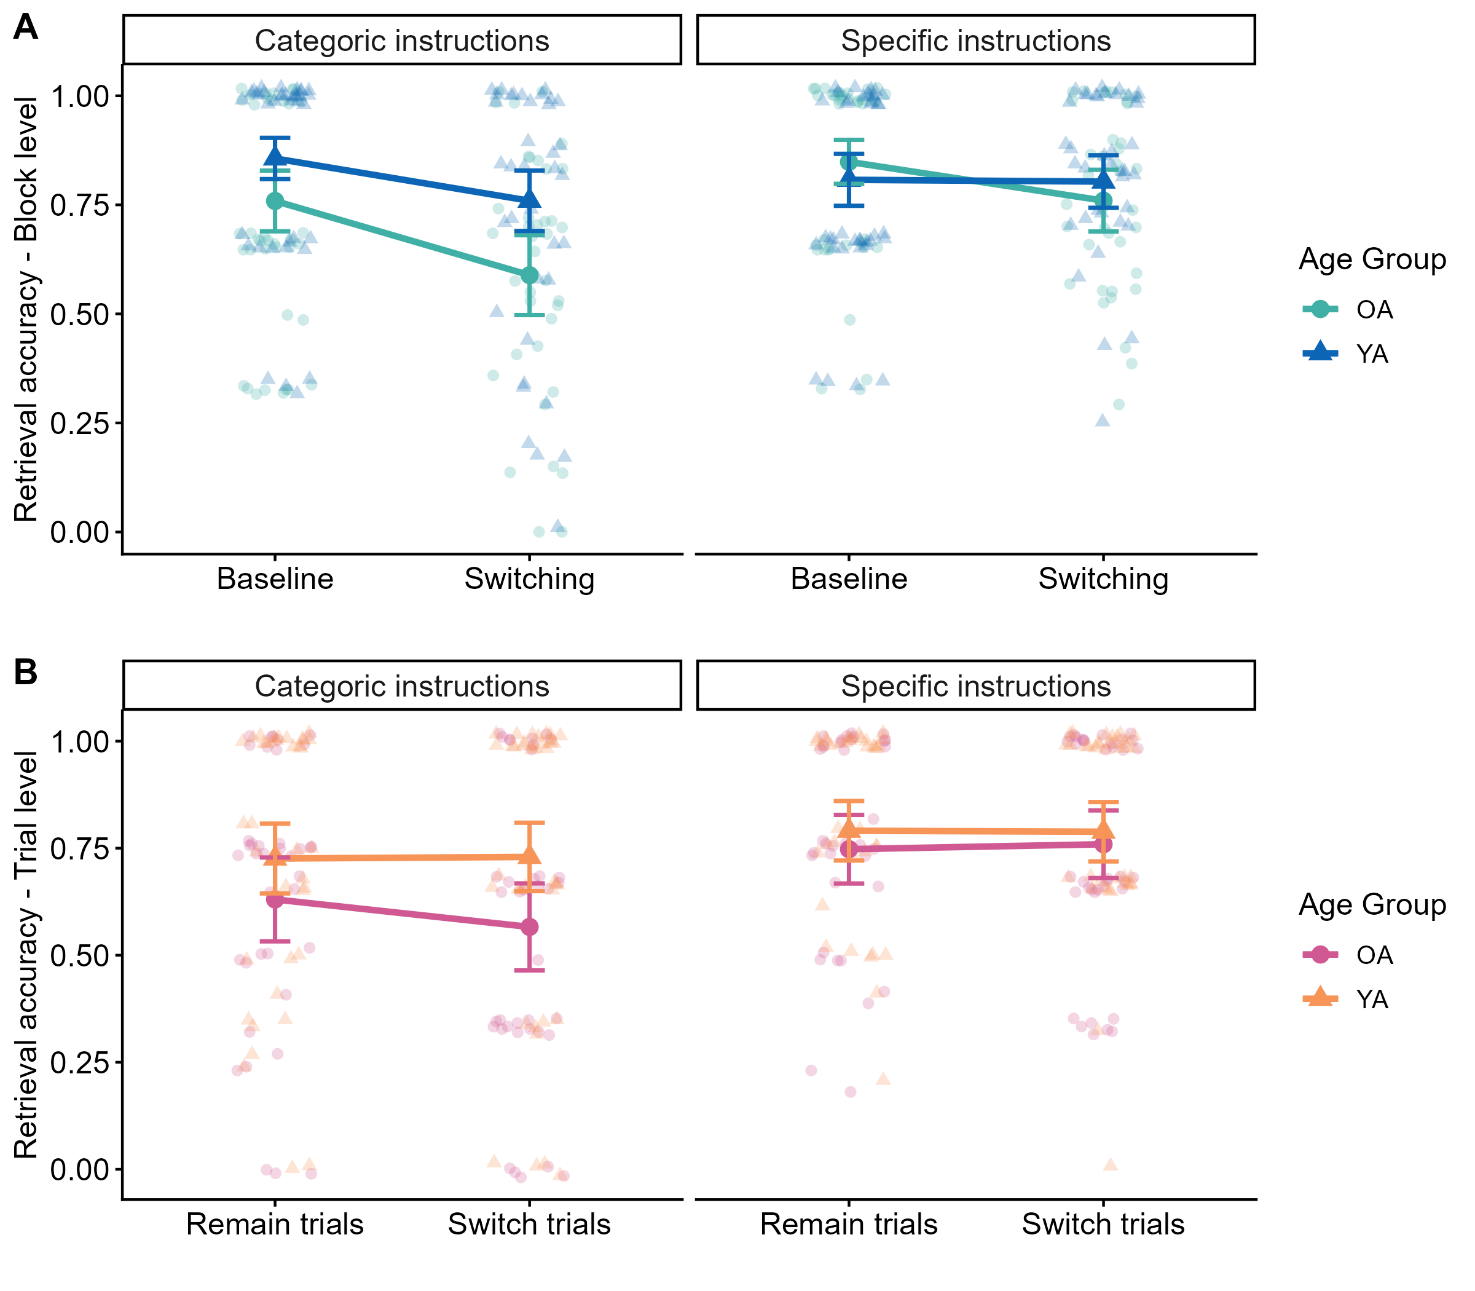 A
Categoric instructions
Specific instructions
Retrieval accuracy - Block level
1.00
0.75
0.50
0.25
0.00
Baseline
Switching
Baseline
Switching
Age Group
OA
YA
B
Categoric instructions
Specific instructions
Retrieval accuracy - Trial level
1.00
0.75
0.50
0.25
0.00
Remain trials
Switch trials
Remain trials
Switch trials
Age Group
OA
YA